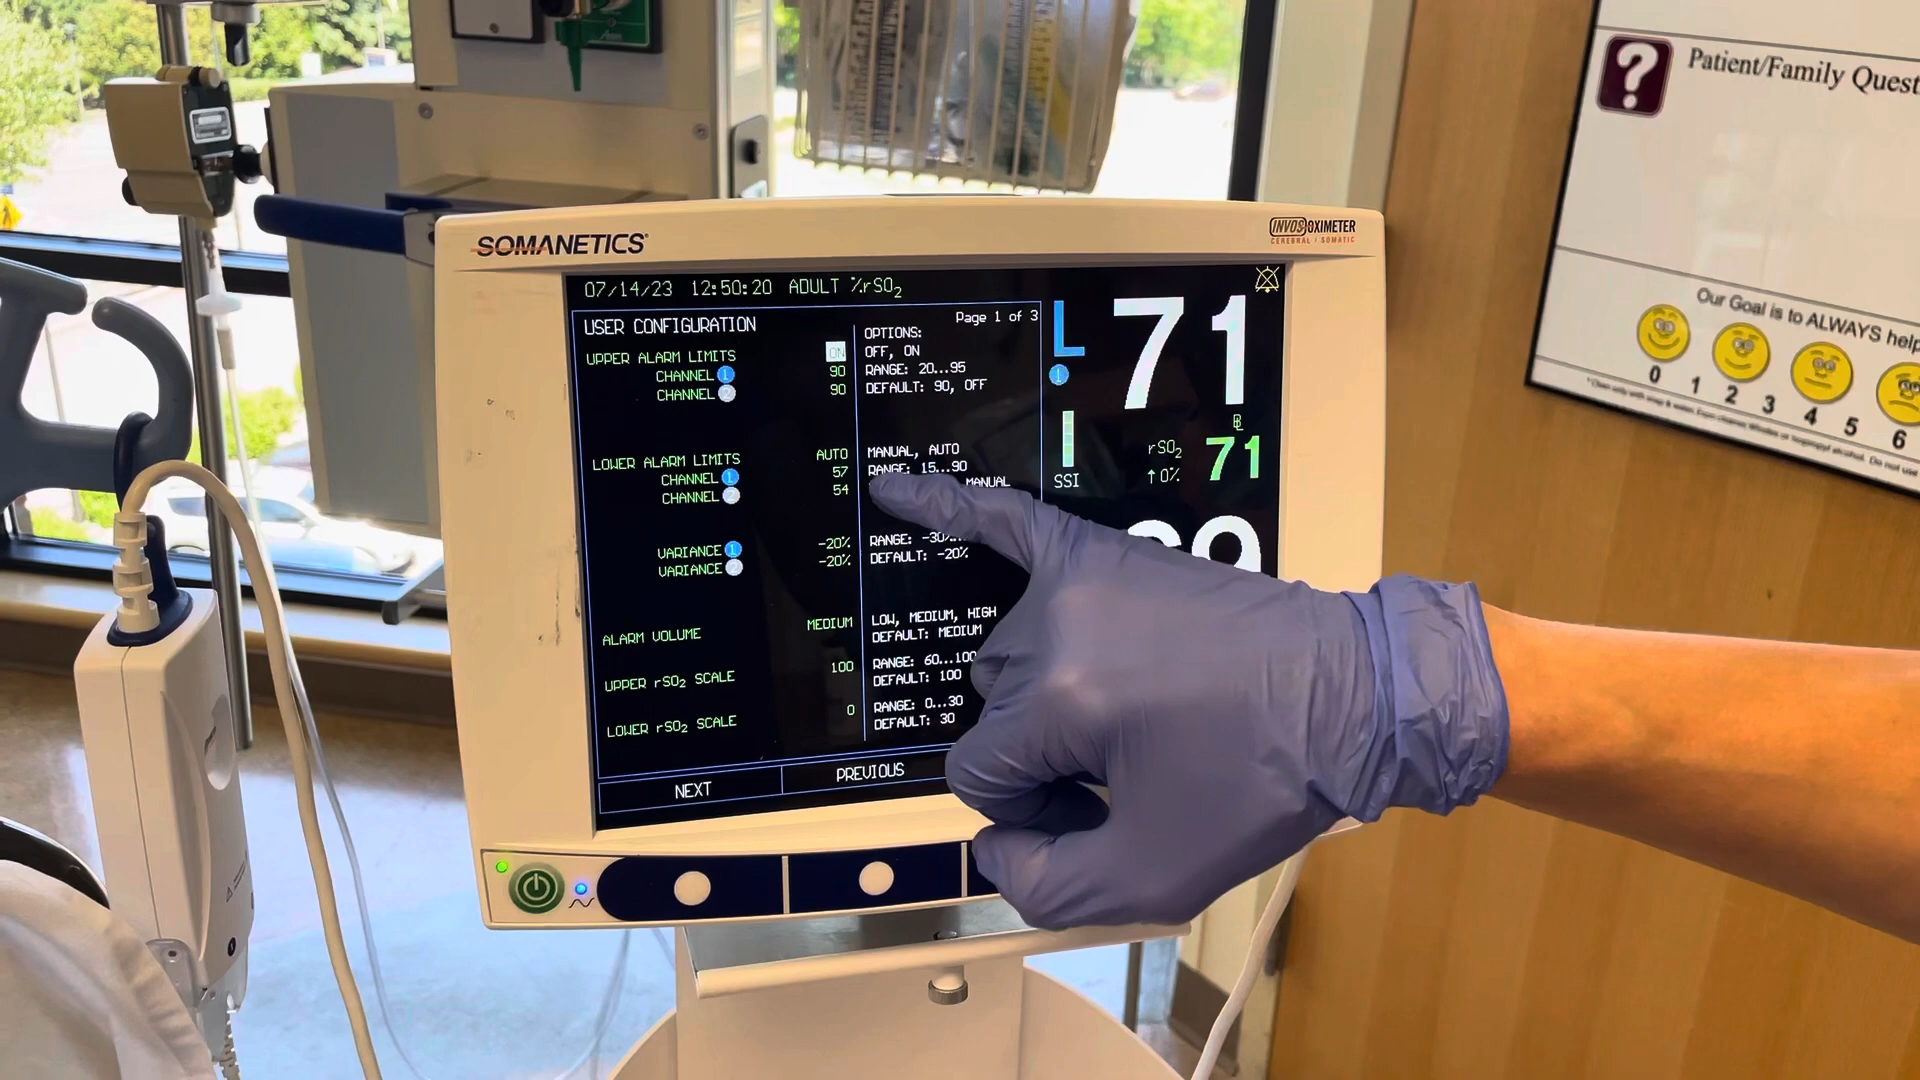 SOMANETICS
INVOS OXIMETER
CEREBRAL / SOMATIC
07/14/23 12:50:20 ADULT %rSO₂
USER CONFIGURATION
Page 1 of 3
UPPER ALARM LIMITS ON
CHANNEL 1 90
CHANNEL 2 90
OPTIONS:
OFF, ON
RANGE: 20...95
DEFAULT: 90, OFF
LOWER ALARM LIMITS AUTO
CHANNEL 1 57
CHANNEL 2 54
MANUAL, AUTO
RANGE: 15...90
MANUAL
VARIANCE 1 -20%
VARIANCE 2 -20%
RANGE: -30%
DEFAULT: -20%
ALARM VOLUME MEDIUM
LOW, MEDIUM, HIGH
DEFAULT: MEDIUM
UPPER rSO₂ SCALE 100
RANGE: 60...100
DEFAULT: 100
LOWER rSO₂ SCALE 0
RANGE: 0...30
DEFAULT: 30
NEXT
PREVIOUS
L 71
1
SSI
rSO₂ BL 71
↑0%
69
?
Patient/Family Quest
Our Goal is to ALWAYS help
0 1 2 3 4 5 6